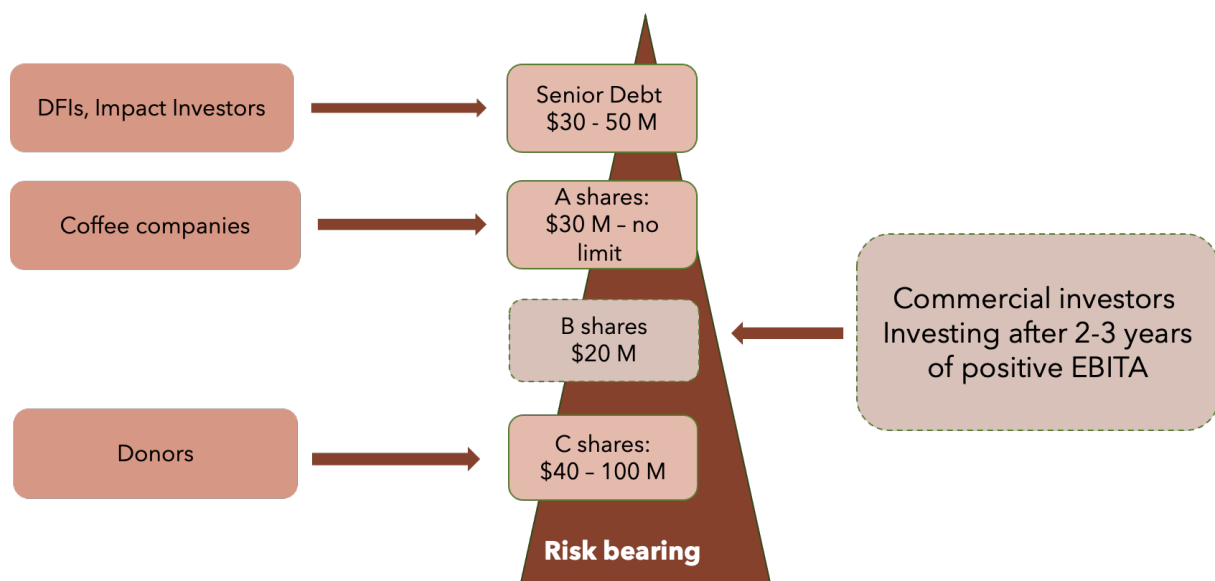 DFIs, Impact Investors
Senior Debt
$30 - 50 M
Coffee companies
A shares:
$30 M – no
limit
B shares
$20 M
Commercial investors
Investing after 2-3 years
of positive EBITA
Donors
C shares:
$40 – 100 M
Risk bearing